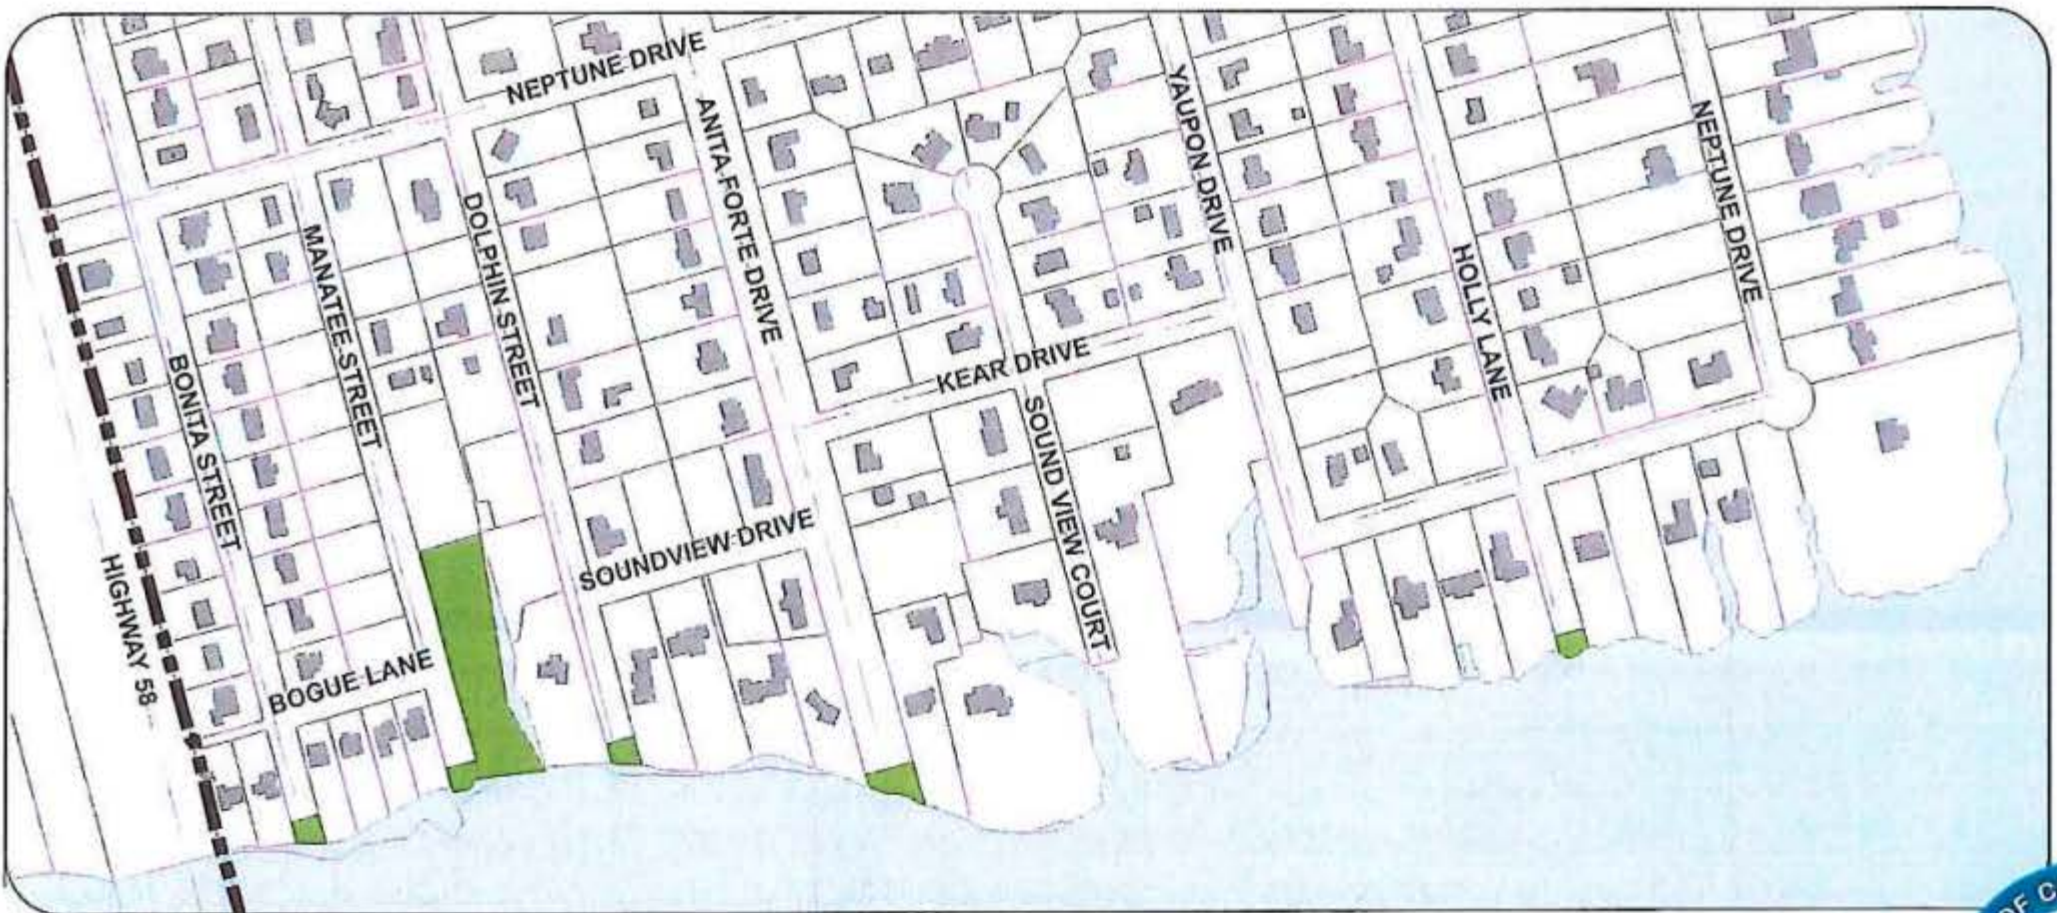 NEPTUNE DRIVE
ANITA FORTE DRIVE
YAUPON DRIVE
NEPTUNE DRIVE
DOLPHIN STREET
MANATEE STREET
HOLLY LANE
BONITA STREET
KEAR DRIVE
SOUND VIEW COURT
SOUNDVIEW DRIVE
HIGHWAY 58
BOGUE LANE
OF C